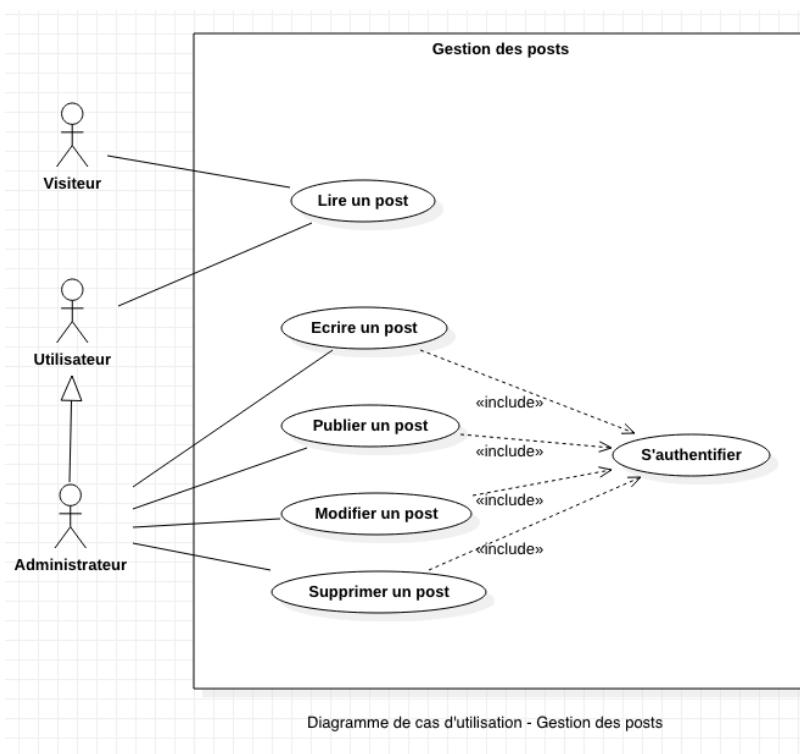 Gestion des posts
Visiteur
Lire un post
Utilisateur
Ecrire un post
«include»
Publier un post
«include»
S'authentifier
Modifier un post
«include»
«include»
Administrateur
Supprimer un post
Diagramme de cas d'utilisation - Gestion des posts